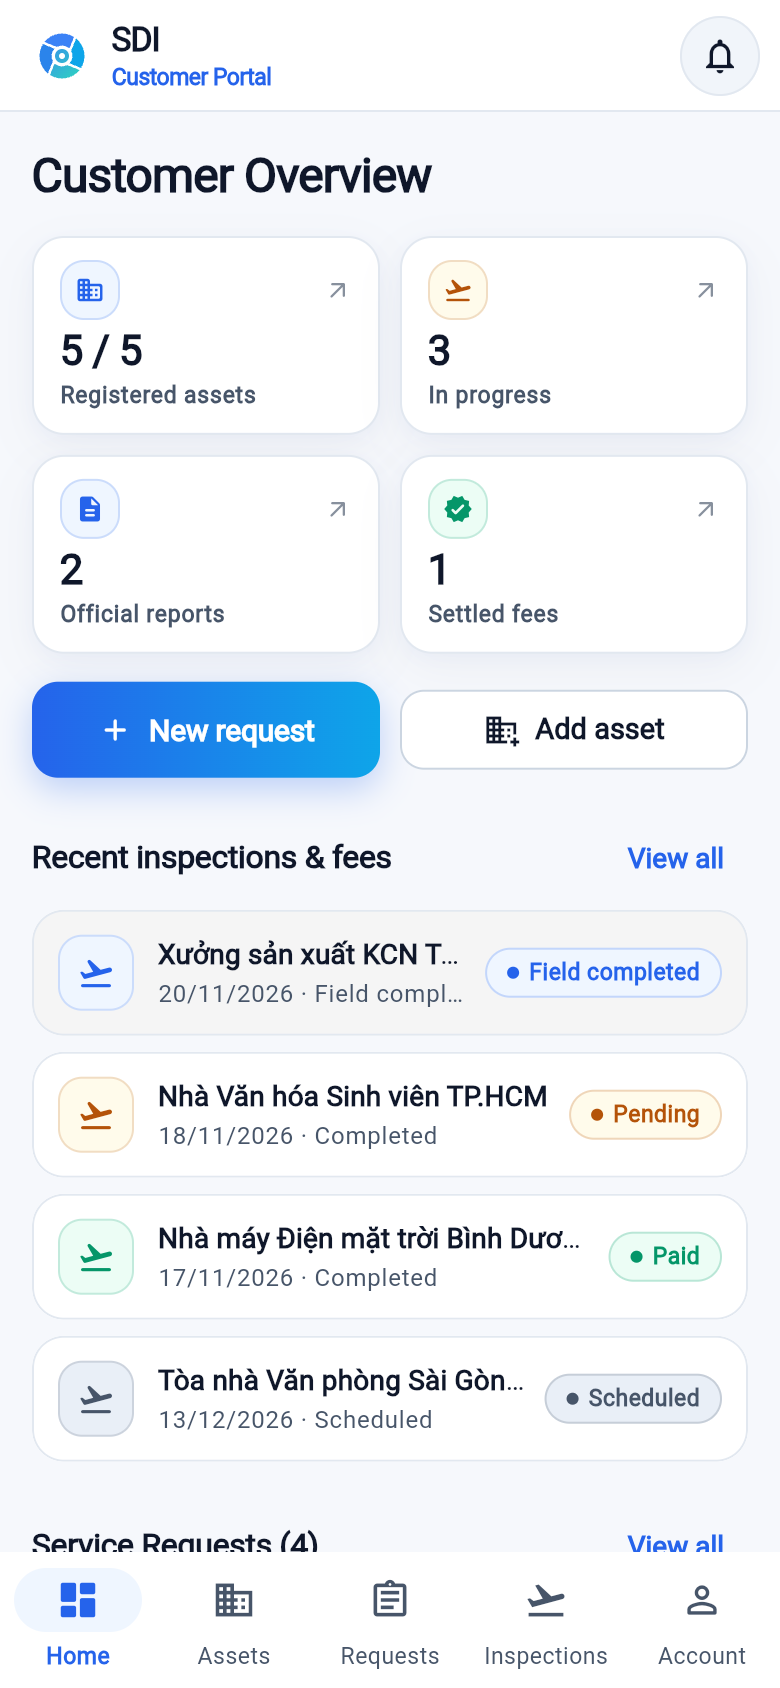 SDI
Customer Portal
Customer Overview
5 / 5
Registered assets
3
In progress
2
Official reports
1
Settled fees
New request
Add asset
Recent inspections & fees
View all
Xưởng sản xuất KCN T...
20/11/2026 · Field compl...
Field completed
Nhà Văn hóa Sinh viên TP.HCM
18/11/2026 · Completed
Pending
Nhà máy Điện mặt trời Bình Dươ...
17/11/2026 · Completed
Paid
Tòa nhà Văn phòng Sài Gòn...
13/12/2026 · Scheduled
Scheduled
Service Requests (4)
View all
Home
Assets
Requests
Inspections
Account